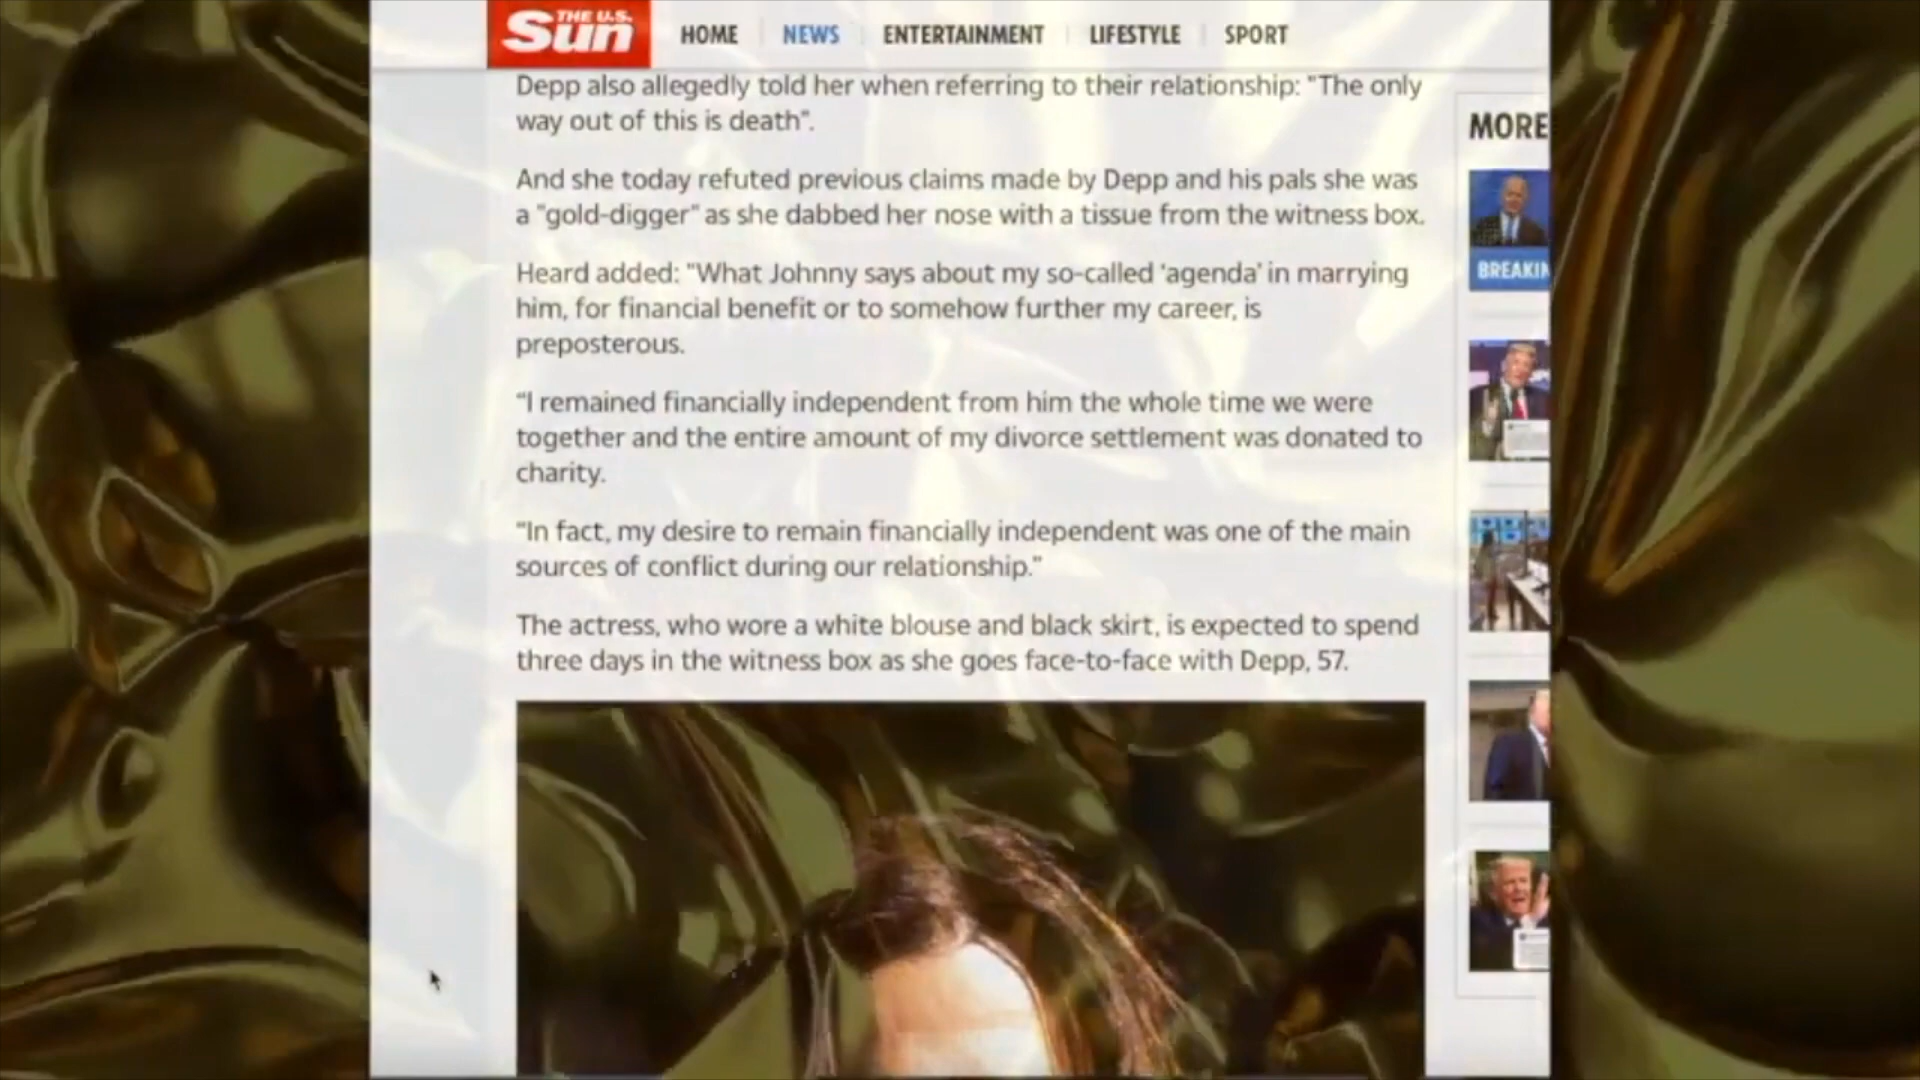 THE U.S.
Sun
HOME NEWS ENTERTAINMENT LIFESTYLE SPORT
Depp also allegedly told her when referring to their relationship: "The only
way out of this is death".
And she today refuted previous claims made by Depp and his pals she was
a "gold-digger" as she dabbed her nose with a tissue from the witness box.
Heard added: "What Johnny says about my so-called 'agenda' in marrying
him, for financial benefit or to somehow further my career, is
preposterous.
“I remained financially independent from him the whole time we were
together and the entire amount of my divorce settlement was donated to
charity.
“In fact, my desire to remain financially independent was one of the main
sources of conflict during our relationship.”
The actress, who wore a white blouse and black skirt, is expected to spend
three days in the witness box as she goes face-to-face with Depp, 57.
MORE
BREAKIN